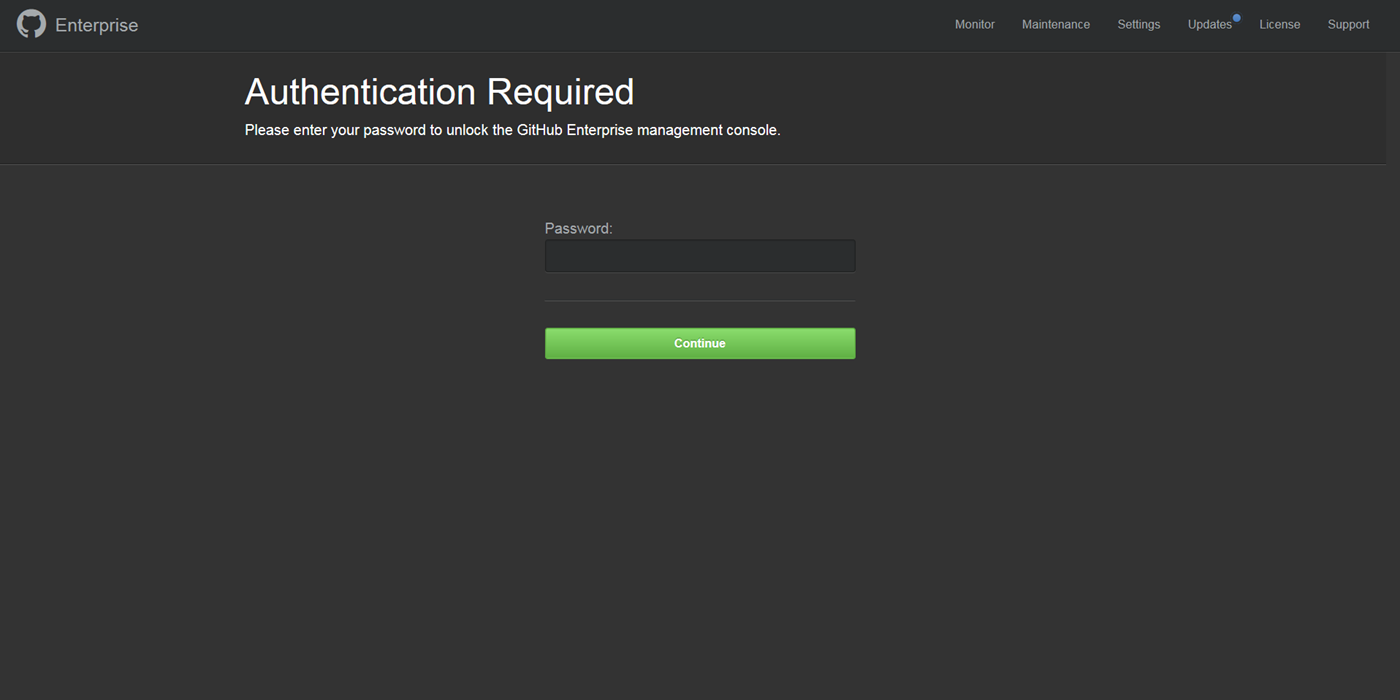 Enterprise
Monitor Maintenance Settings Updates License Support
Authentication Required
Please enter your password to unlock the GitHub Enterprise management console.
Password:
Continue